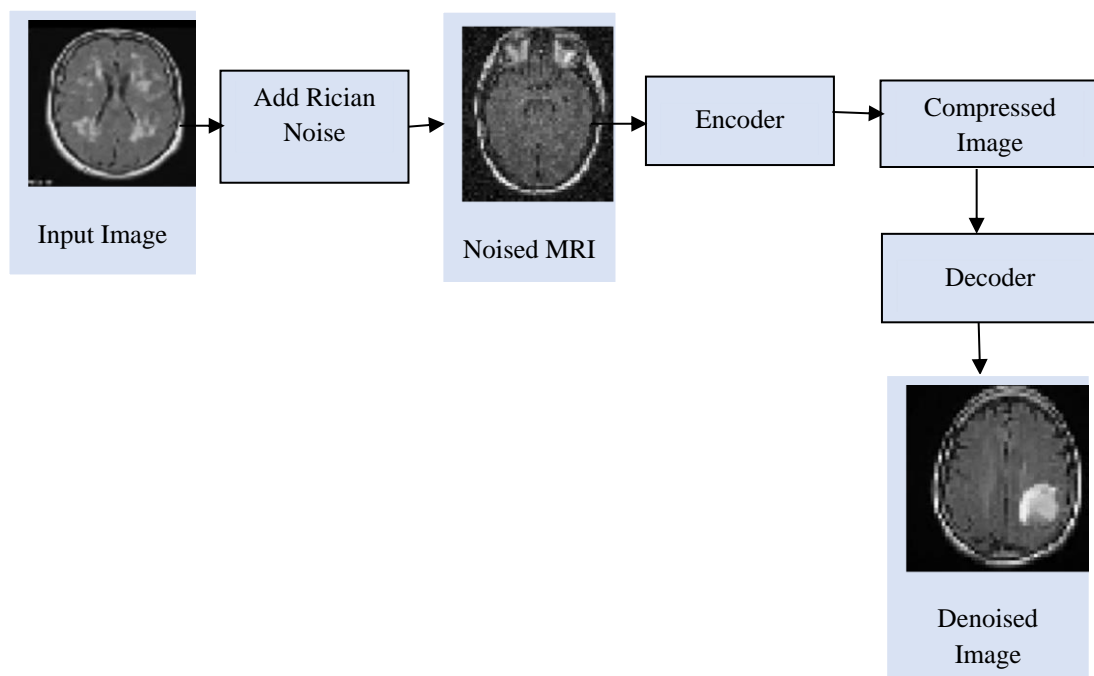 Input Image
Add Rician
Noise
Noised MRI
Encoder
Compressed
Image
Decoder
Denoised
Image